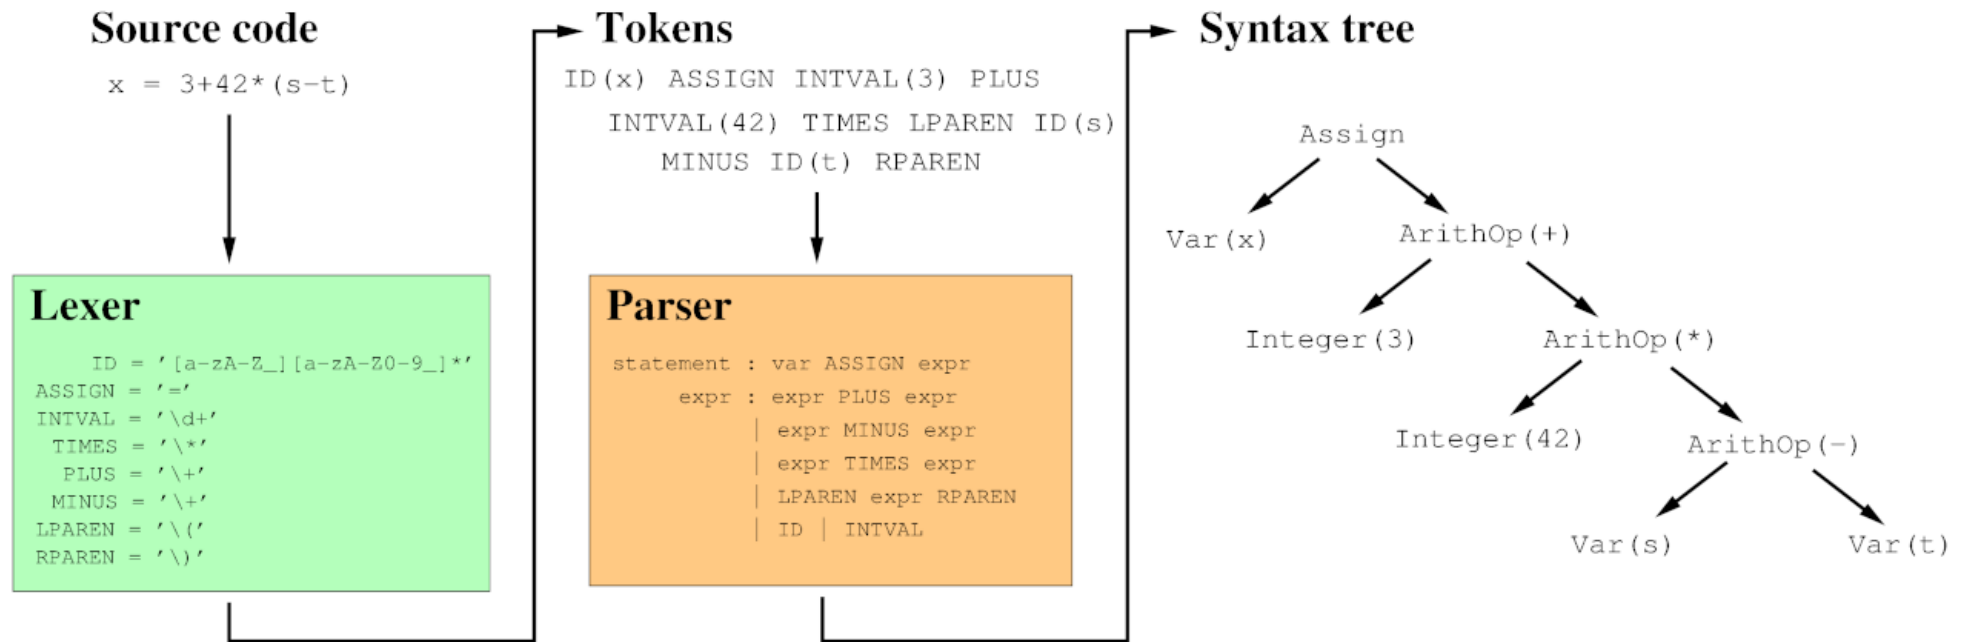 Source code
x = 3+42*(s-t)
Lexer
ID = '[a-zA-Z_][a-zA-Z0-9_]*'
ASSIGN = '='
INTVAL = '\d+'
TIMES = '\*'
PLUS = '\+'
MINUS = '\+'
LPAREN = '\('
RPAREN = '\)'
Tokens
ID(x) ASSIGN INTVAL(3) PLUS
INTVAL(42) TIMES LPAREN ID(s)
MINUS ID(t) RPAREN
Parser
statement : var ASSIGN expr
expr : expr PLUS expr
| expr MINUS expr
| expr TIMES expr
| LPAREN expr RPAREN
| ID | INTVAL
Syntax tree
Assign
Var(x) ArithOp(+)
Integer(3) ArithOp(*)
Integer(42) ArithOp(-)
Var(s) Var(t)